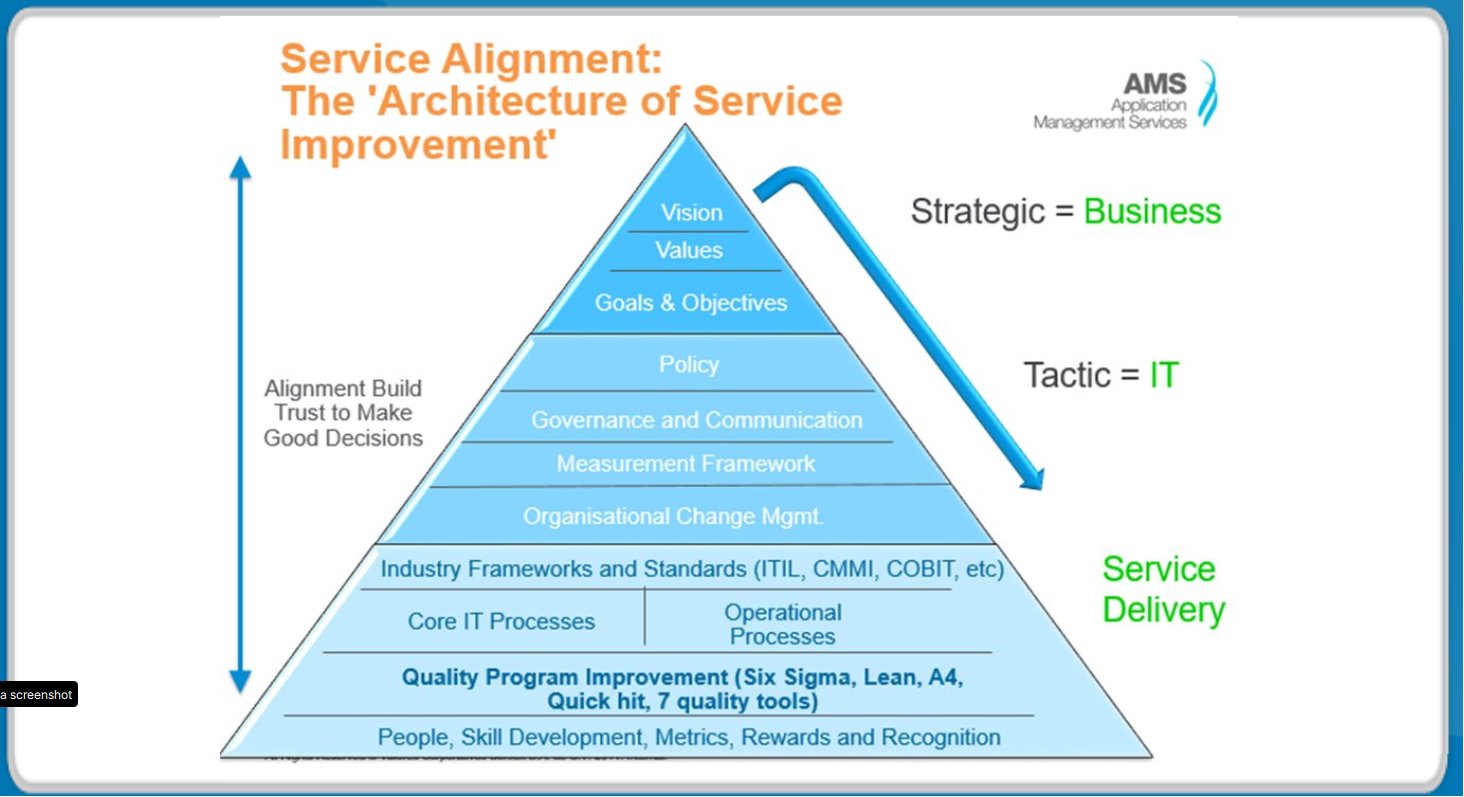 Service Alignment:
The 'Architecture of Service
Improvement'
AMS
Application
Management Services
Vision
Values
Goals & Objectives
Policy
Governance and Communication
Measurement Framework
Organisational Change Mgmt.
Industry Frameworks and Standards (ITIL, CMMI, COBIT, etc)
Core IT Processes
Operational
Processes
Quality Program Improvement (Six Sigma, Lean, A4,
Quick hit, 7 quality tools)
People, Skill Development, Metrics, Rewards and Recognition
Alignment Build
Trust to Make
Good Decisions
Strategic = Business
Tactic = IT
Service
Delivery
a screenshot